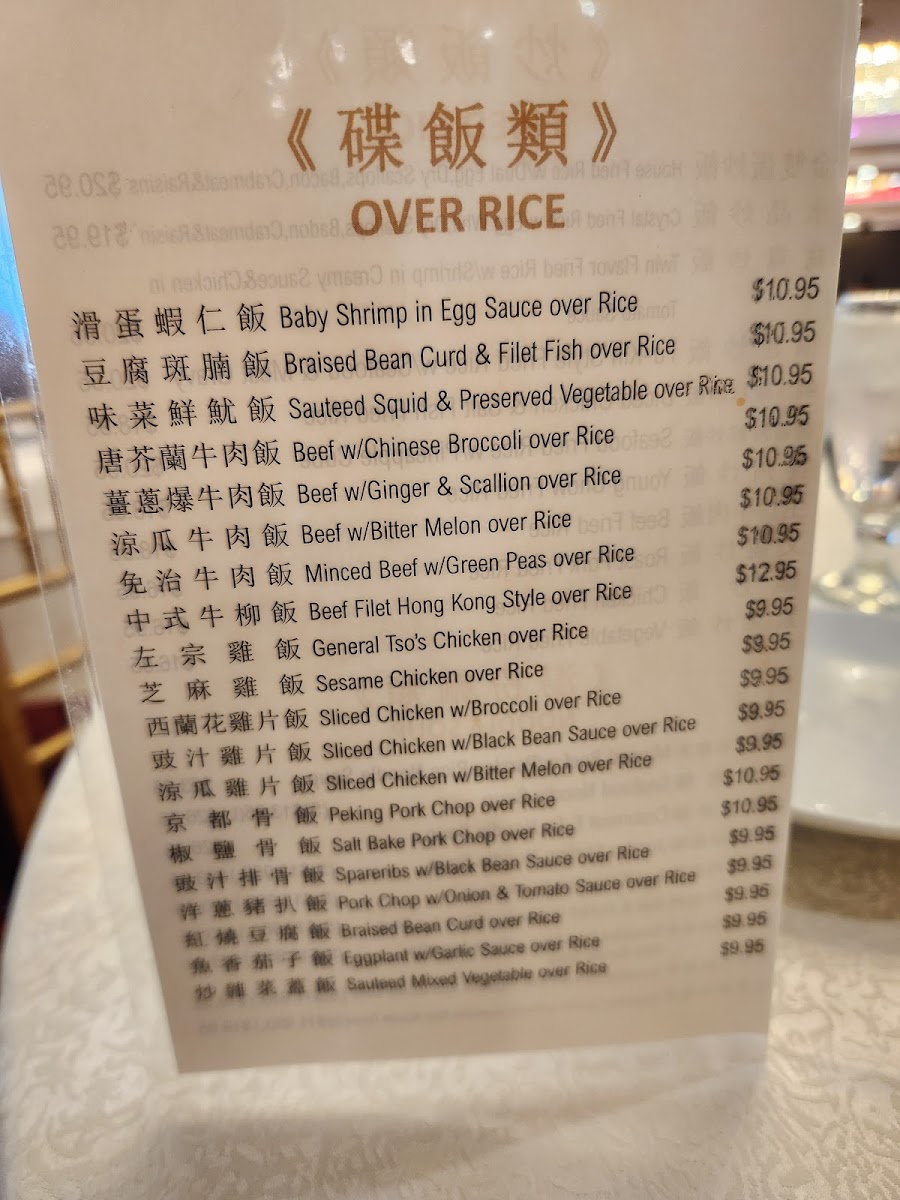 《碟飯類》
OVER RICE
滑蛋蝦仁飯 Baby Shrimp in Egg Sauce over Rice $10.95
豆腐斑腩飯 Braised Bean Curd & Filet Fish over Rice $10.95
味菜鮮魷飯 Sauteed Squid & Preserved Vegetable over Rice $10.95
唐芥蘭牛肉飯 Beef w/Chinese Broccoli over Rice $10.95
薑蔥爆牛肉飯 Beef w/Ginger & Scallion over Rice $10.95
涼瓜牛肉飯 Beef w/Bitter Melon over Rice $10.95
免治牛肉飯 Minced Beef w/Green Peas over Rice $10.95
中式牛柳飯 Beef Filet Hong Kong Style over Rice $12.95
左宗雞飯 General Tso's Chicken over Rice $9.95
芝麻雞飯 Sesame Chicken over Rice $9.95
西蘭花雞片飯 Sliced Chicken w/Broccoli over Rice $9.95
豉汁雞片飯 Sliced Chicken w/Black Bean Sauce over Rice $9.95
涼瓜雞片飯 Sliced Chicken w/Bitter Melon over Rice $9.95
京都骨飯 Peking Pork Chop over Rice $10.95
椒鹽骨飯 Salt Bake Pork Chop over Rice $10.95
豉汁排骨飯 Spareribs w/Black Bean Sauce over Rice $9.95
洋蔥豬扒飯 Pork Chop w/Onion & Tomato Sauce over Rice $9.95
紅燒豆腐飯 Braised Bean Curd over Rice $9.95
魚香茄子飯 Eggplant w/Garlic Sauce over Rice $9.95
炒雜菜蓋飯 Sauteed Mixed Vegetable over Rice $9.95